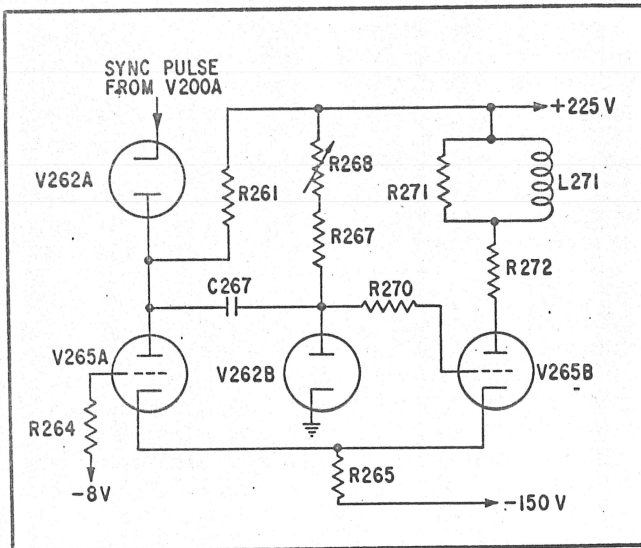 SYNC PULSE
FROM V200A
+225 V
V262A
R261
R268
R271
L271
R267
R272
C267
R270
V265A
V262B
V265B
R264
R265
-8V
-150 V